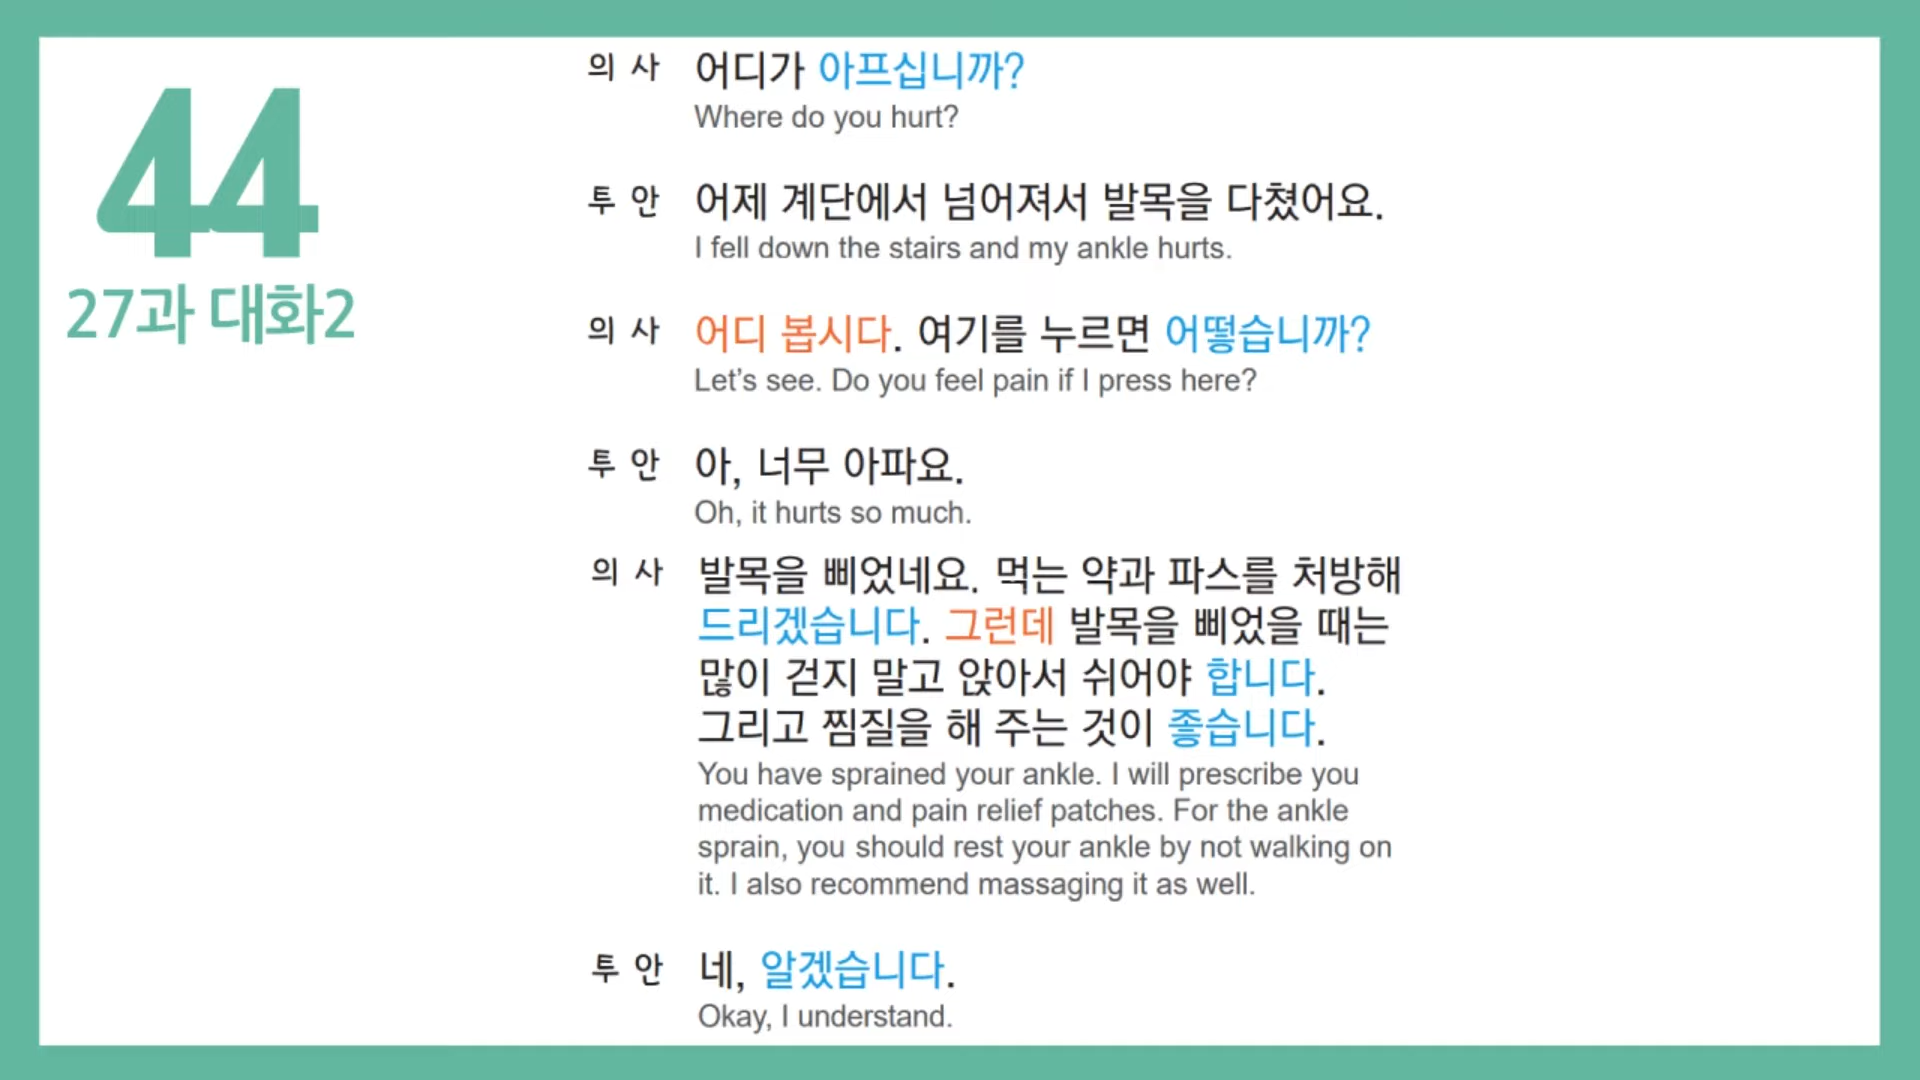 44
27과 대화2
의 사 어디가 아프십니까?
Where do you hurt?
투 안 어제 계단에서 넘어져서 발목을 다쳤어요.
I fell down the stairs and my ankle hurts.
의 사 어디 봅시다. 여기를 누르면 어떻습니까?
Let's see. Do you feel pain if I press here?
투 안 아, 너무 아파요.
Oh, it hurts so much.
의 사 발목을 삐었네요. 먹는 약과 파스를 처방해
드리겠습니다. 그런데 발목을 삐었을 때는
많이 걷지 말고 앉아서 쉬어야 합니다.
그리고 찜질을 해 주는 것이 좋습니다.
You have sprained your ankle. I will prescribe you
medication and pain relief patches. For the ankle
sprain, you should rest your ankle by not walking on
it. I also recommend massaging it as well.
투 안 네, 알겠습니다.
Okay, I understand.